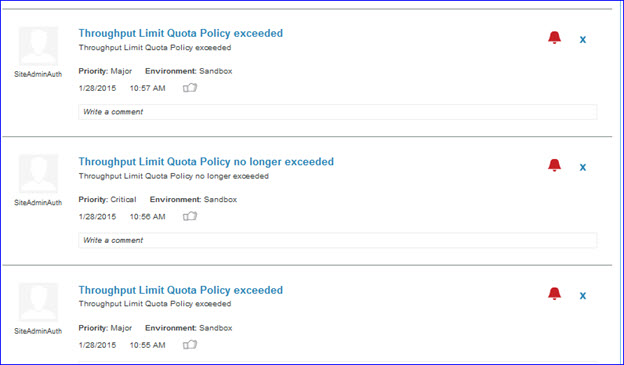 Throughput Limit Quota Policy exceeded
x
Throughput Limit Quota Policy exceeded
SiteAdminAuth
Priority: Major Environment: Sandbox
1/28/2015 10:57 AM
Write a comment
Throughput Limit Quota Policy no longer exceeded
x
Throughput Limit Quota Policy no longer exceeded
SiteAdminAuth
Priority: Critical Environment: Sandbox
1/28/2015 10:56 AM
Write a comment
Throughput Limit Quota Policy exceeded
x
Throughput Limit Quota Policy exceeded
SiteAdminAuth
Priority: Major Environment: Sandbox
1/28/2015 10:55 AM